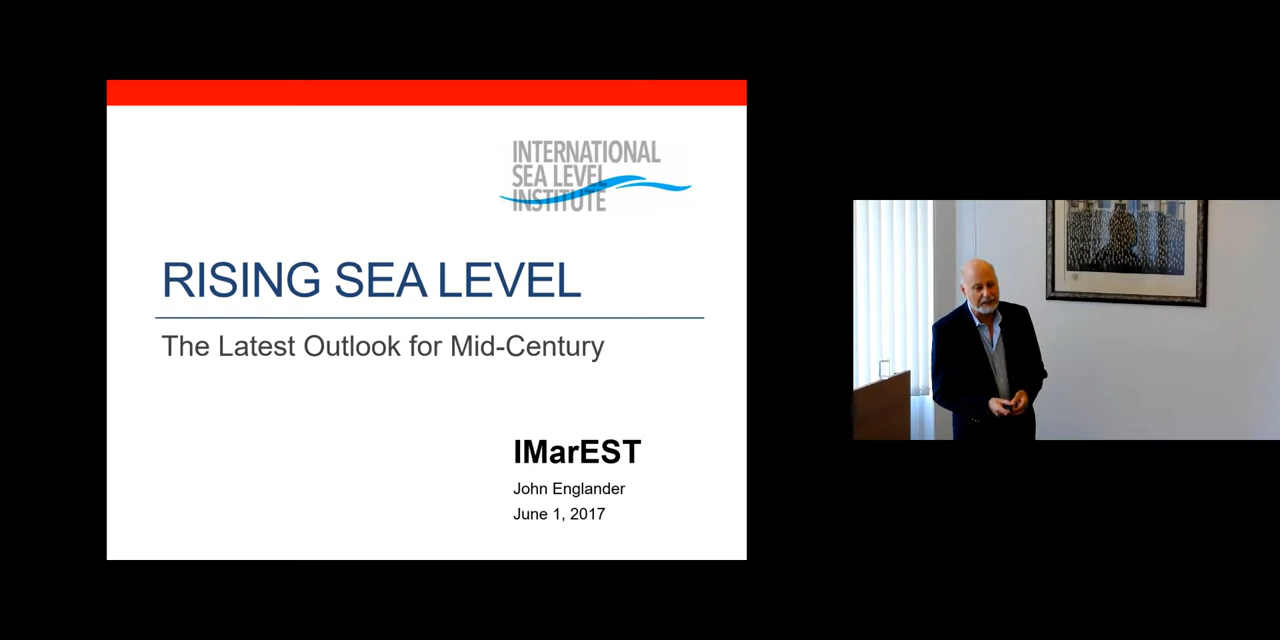 INTERNATIONAL
SEA LEVEL
INSTITUTE
RISING SEA LEVEL
The Latest Outlook for Mid-Century
IMarEST
John Englander
June 1, 2017